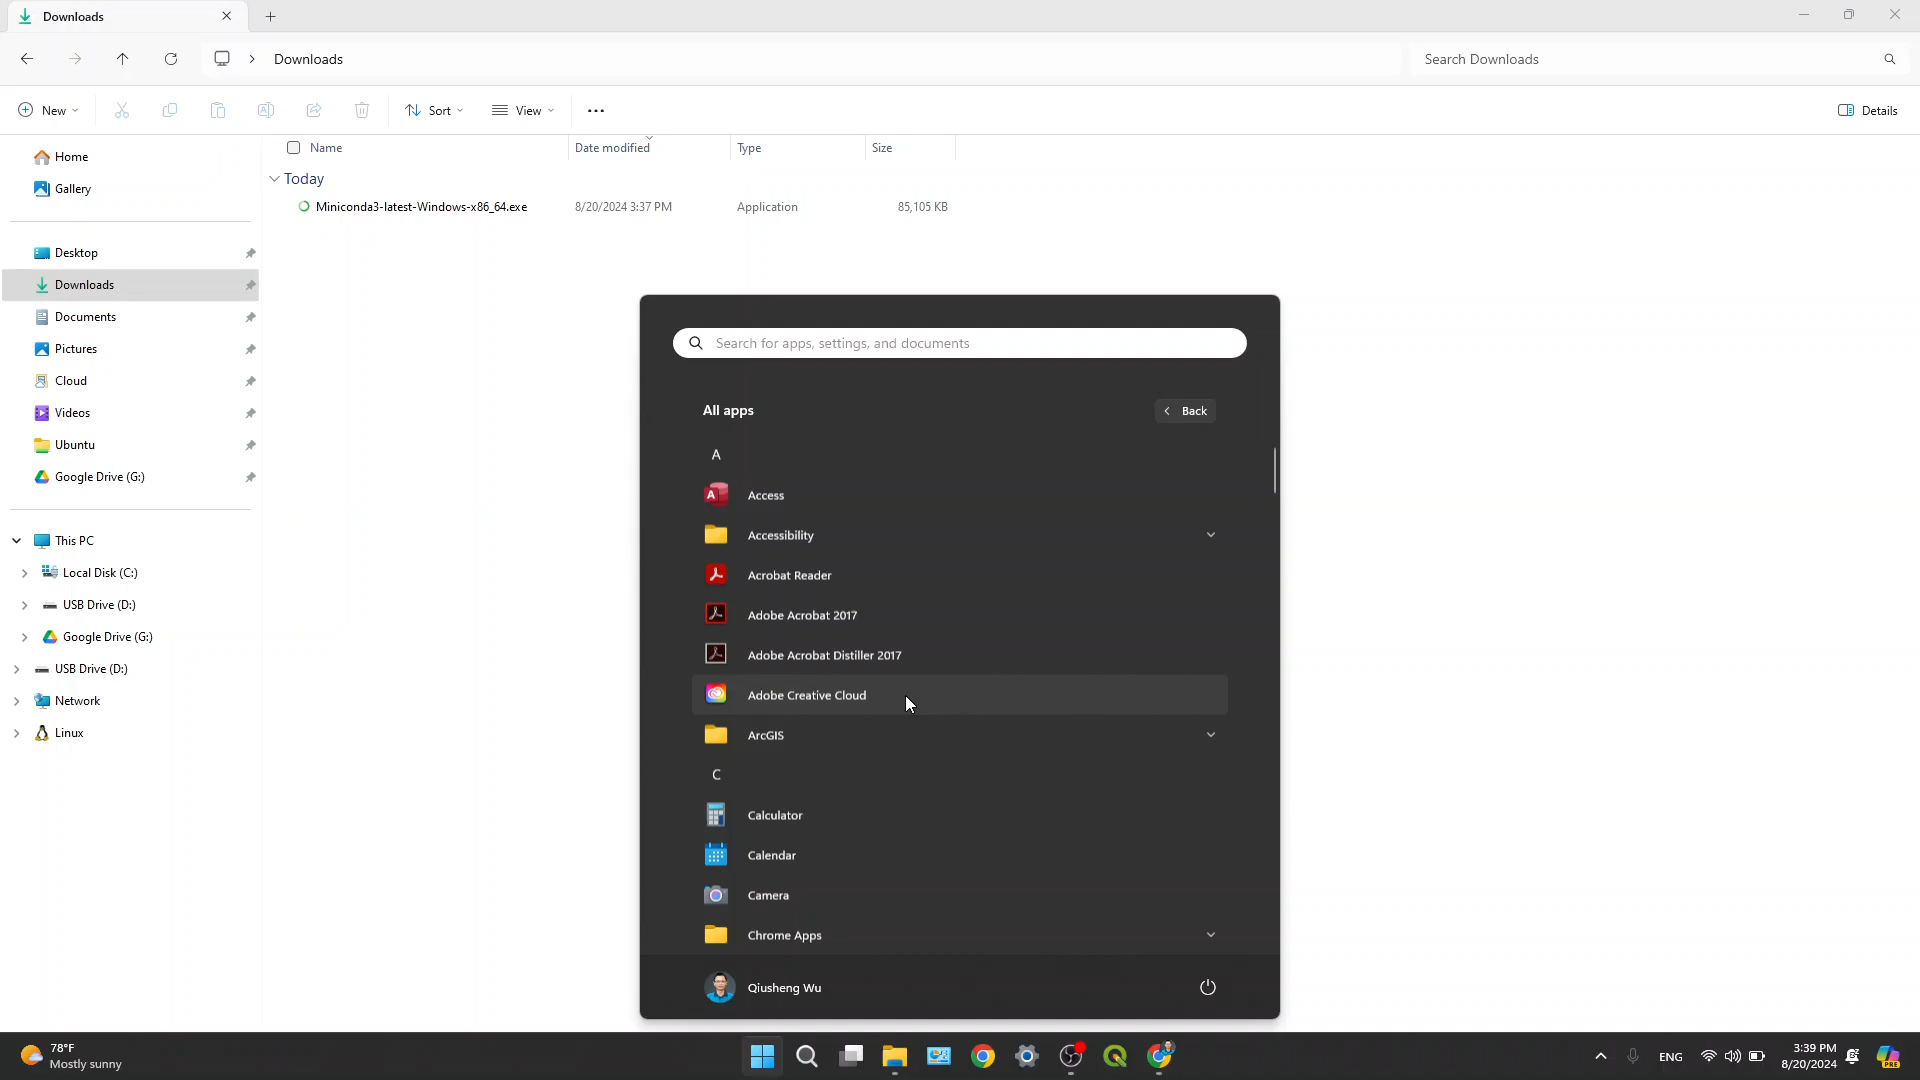 Downloads
Downloads
Search Downloads
New
Sort
View
Details
Name
Date modified
Type
Size
Today
Miniconda3-latest-Windows-x86_64.exe
8/20/2024 3:37 PM
Application
85,105 KB
Home
Gallery
Desktop
Downloads
Documents
Pictures
Cloud
Videos
Ubuntu
Google Drive (G:)
This PC
Local Disk (C:)
USB Drive (D:)
Google Drive (G:)
USB Drive (D:)
Network
Linux
Search for apps, settings, and documents
All apps
Back
A
Access
Accessibility
Acrobat Reader
Adobe Acrobat 2017
Adobe Acrobat Distiller 2017
Adobe Creative Cloud
ArcGIS
C
Calculator
Calendar
Camera
Chrome Apps
Qiusheng Wu
78°F
Mostly sunny
ENG
3:39 PM
8/20/2024
PRE